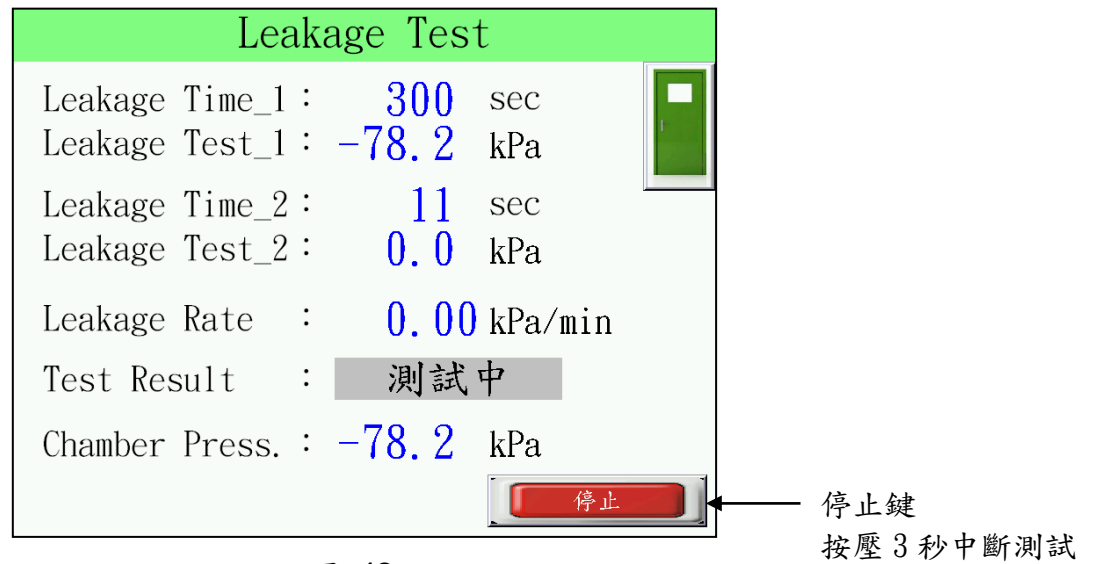 Leakage Test
Leakage Time_1： 300 sec
Leakage Test_1： -78.2 kPa
Leakage Time_2： 11 sec
Leakage Test_2： 0.0 kPa
Leakage Rate ： 0.00 kPa/min
Test Result ： 測試中
Chamber Press.： -78.2 kPa
停止
停止鍵
按壓 3 秒中斷測試